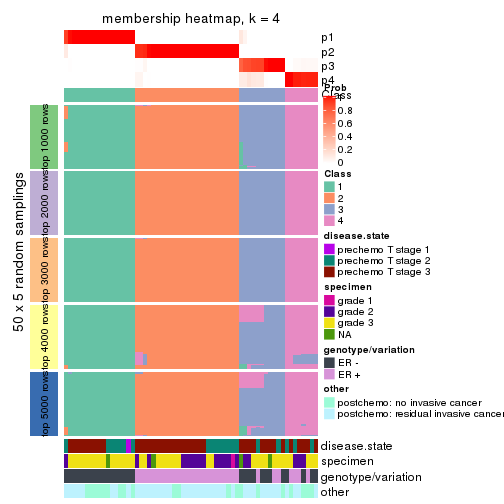 membership heatmap, k = 4
p1
p2
p3
p4
Class
Prob
1
0.8
0.6
0.4
0.2
0
Class
1
2
3
4
disease.state
prechemo T stage 1
prechemo T stage 2
prechemo T stage 3
specimen
grade 1
grade 2
grade 3
NA
genotype/variation
ER -
ER +
other
postchemo: no invasive cancer
postchemo: residual invasive cancer
50 x 5 random samplings
top 1000 rows
top 2000 rows
top 3000 rows
top 4000 rows
top 5000 rows
disease.state
specimen
genotype/variation
other